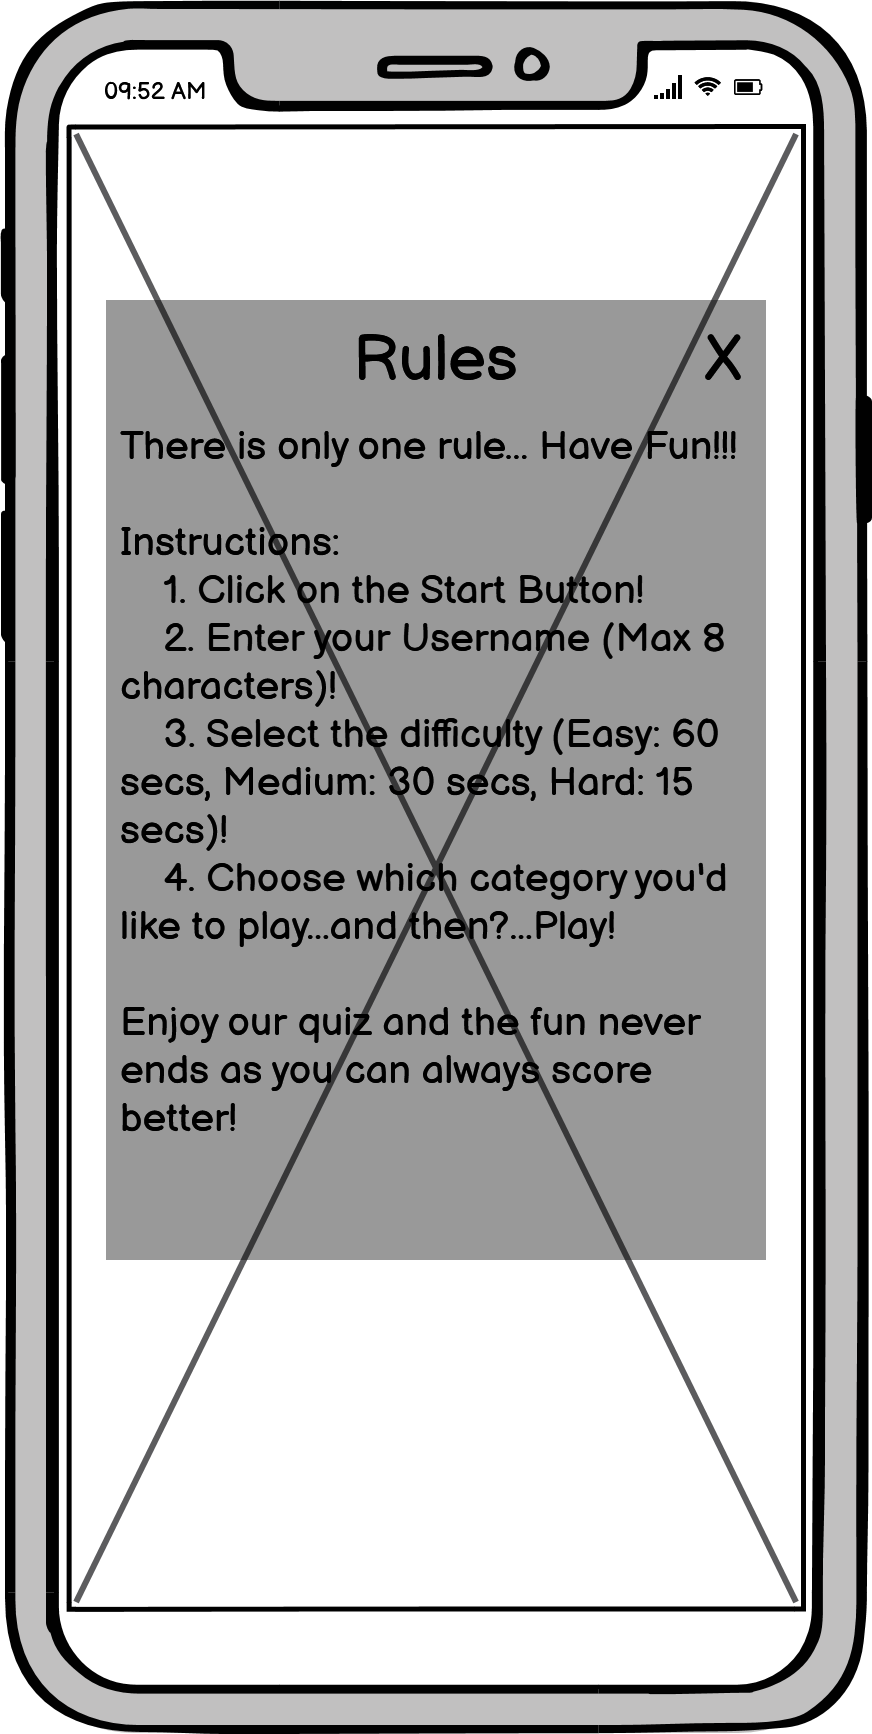 09:52 AM
Rules X
There is only one rule... Have Fun!!!
Instructions:
1. Click on the Start Button!
2. Enter your Username (Max 8
characters)!
3. Select the difficulty (Easy: 60
secs, Medium: 30 secs, Hard: 15
secs)!
4. Choose which category you'd
like to play...and then?...Play!
Enjoy our quiz and the fun never
ends as you can always score
better!